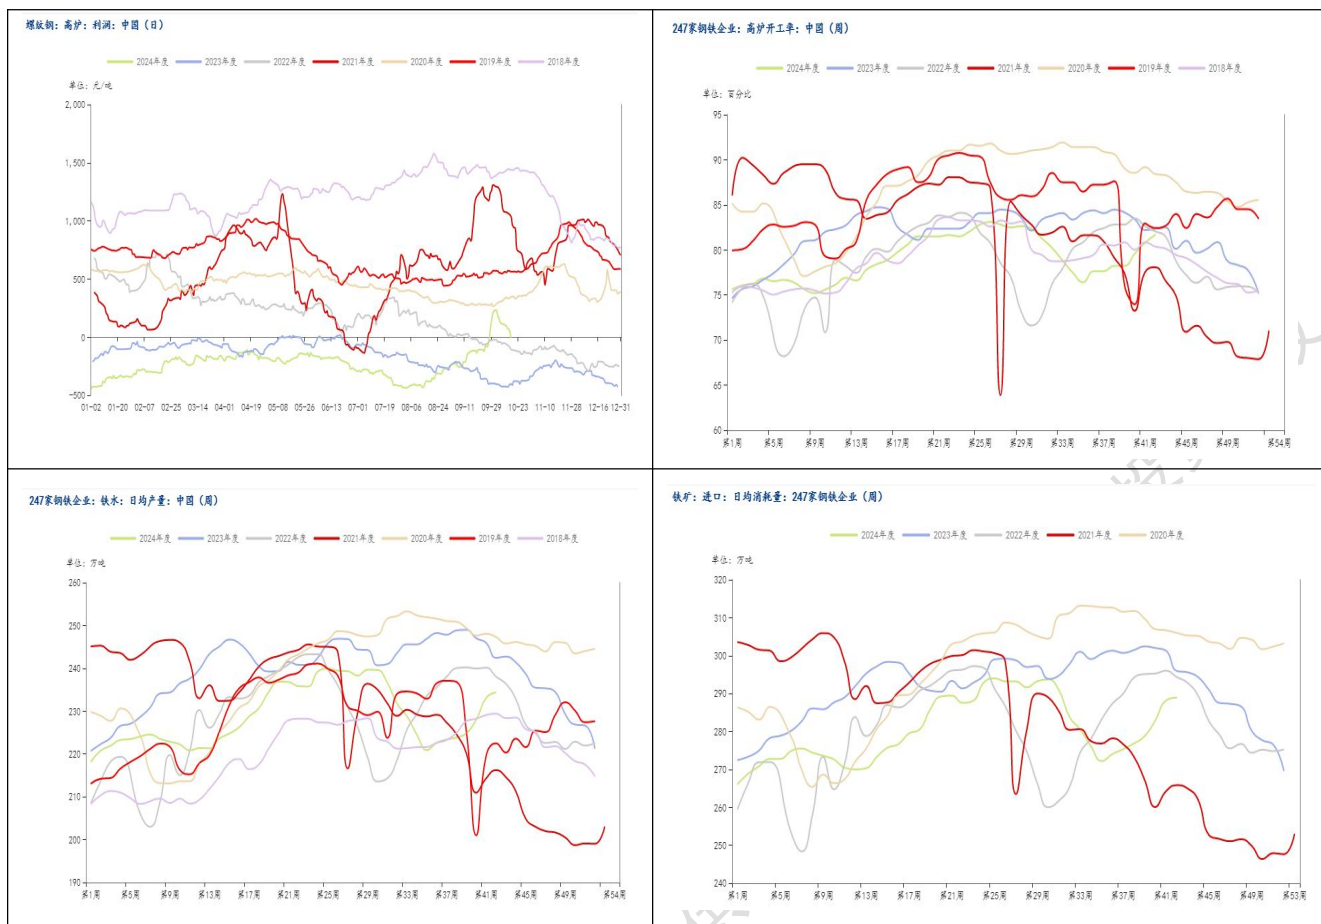 螺纹钢: 高炉: 利润: 中国 (日)
2024年度 2023年度 2022年度 2021年度 2020年度 2019年度 2018年度
单位: 元/吨
2,000
1,500
1,000
500
0
-500
01-02 01-20 02-07 02-25 03-14 04-01 04-19 05-08 05-26 06-13 07-01 07-19 08-06 08-24 09-11 09-29 10-23 11-10 11-28 12-16 12-31
247家钢铁企业: 高炉开工率: 中国 (周)
2024年度 2023年度 2022年度 2021年度 2020年度 2019年度 2018年度
单位: 百分比
95
90
85
80
75
70
65
60
第1周 第5周 第9周 第13周 第17周 第21周 第25周 第29周 第33周 第37周 第41周 第45周 第49周 第54周
247家钢铁企业: 铁水: 日均产量: 中国 (周)
2024年度 2023年度 2022年度 2021年度 2020年度 2019年度 2018年度
单位: 万吨
260
250
240
230
220
210
200
190
第1周 第5周 第9周 第13周 第17周 第21周 第25周 第29周 第33周 第37周 第41周 第45周 第49周 第54周
铁矿: 进口: 日均消耗量: 247家钢铁企业 (周)
2024年度 2023年度 2022年度 2021年度 2020年度
单位: 万吨
320
310
300
290
280
270
260
250
240
第1周 第5周 第9周 第13周 第17周 第21周 第25周 第29周 第33周 第37周 第41周 第45周 第49周 第53周